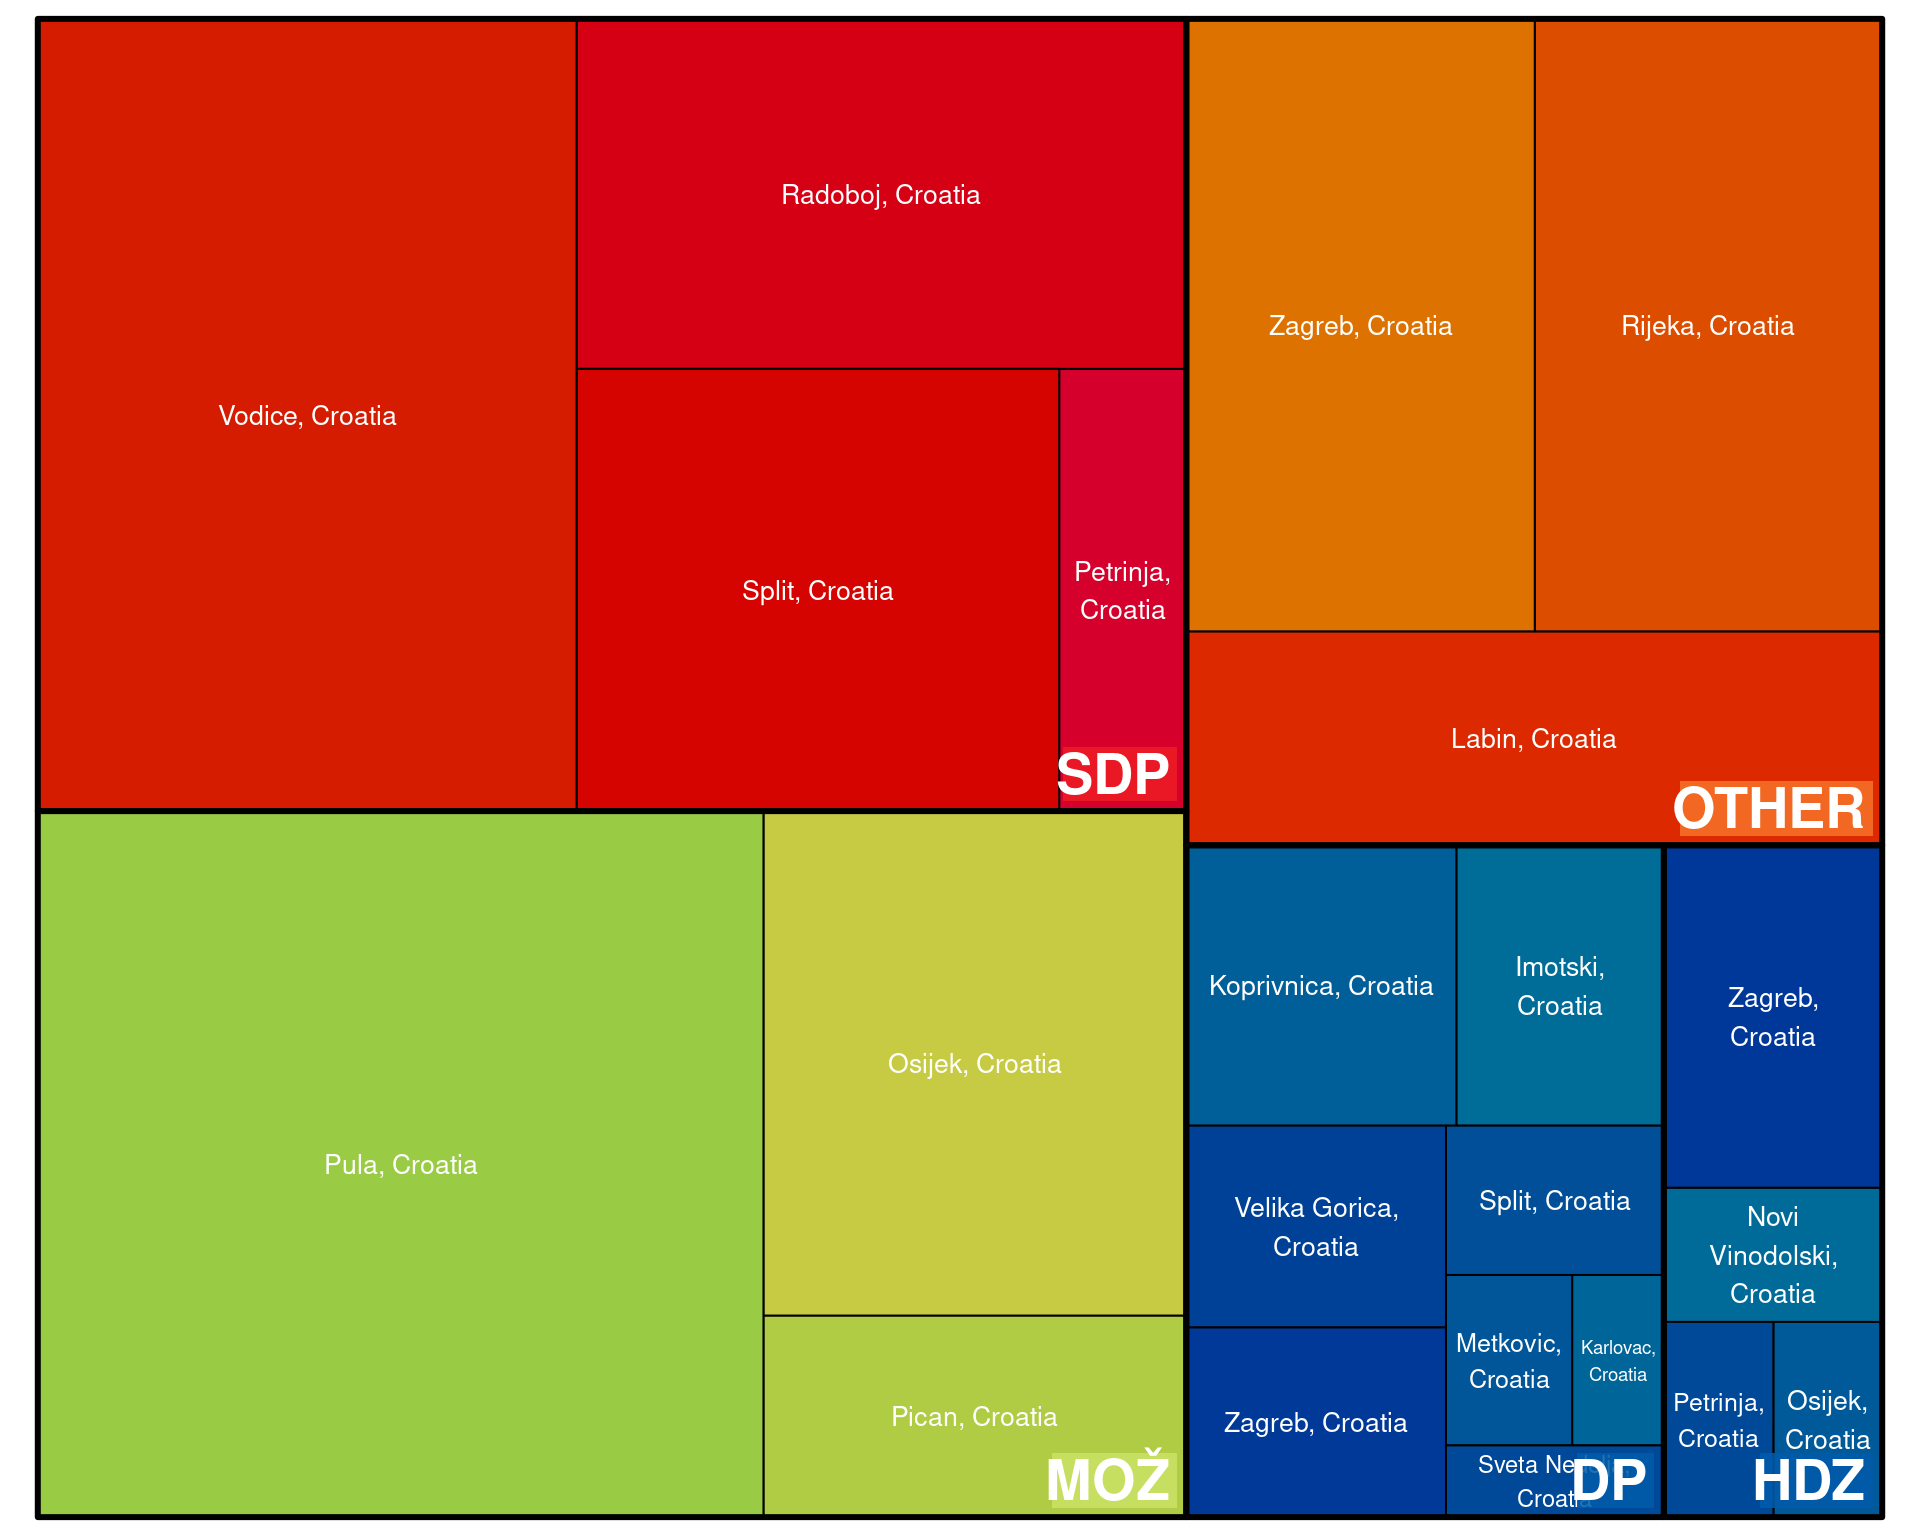 Vodice, Croatia
Radoboj, Croatia
Split, Croatia
Petrinja,
Croatia
SDP
Zagreb, Croatia
Rijeka, Croatia
Labin, Croatia
OTHER
Pula, Croatia
Osijek, Croatia
Pican, Croatia
MOŽ
Koprivnica, Croatia
Imotski,
Croatia
Velika Gorica,
Croatia
Split, Croatia
Zagreb, Croatia
Metkovic,
Croatia
Karlovac,
Croatia
Sveta
Croatia
DP
Zagreb,
Croatia
Novi
Vinodolski,
Croatia
Petrinja,
Croatia
Osijek,
Croatia
HDZ